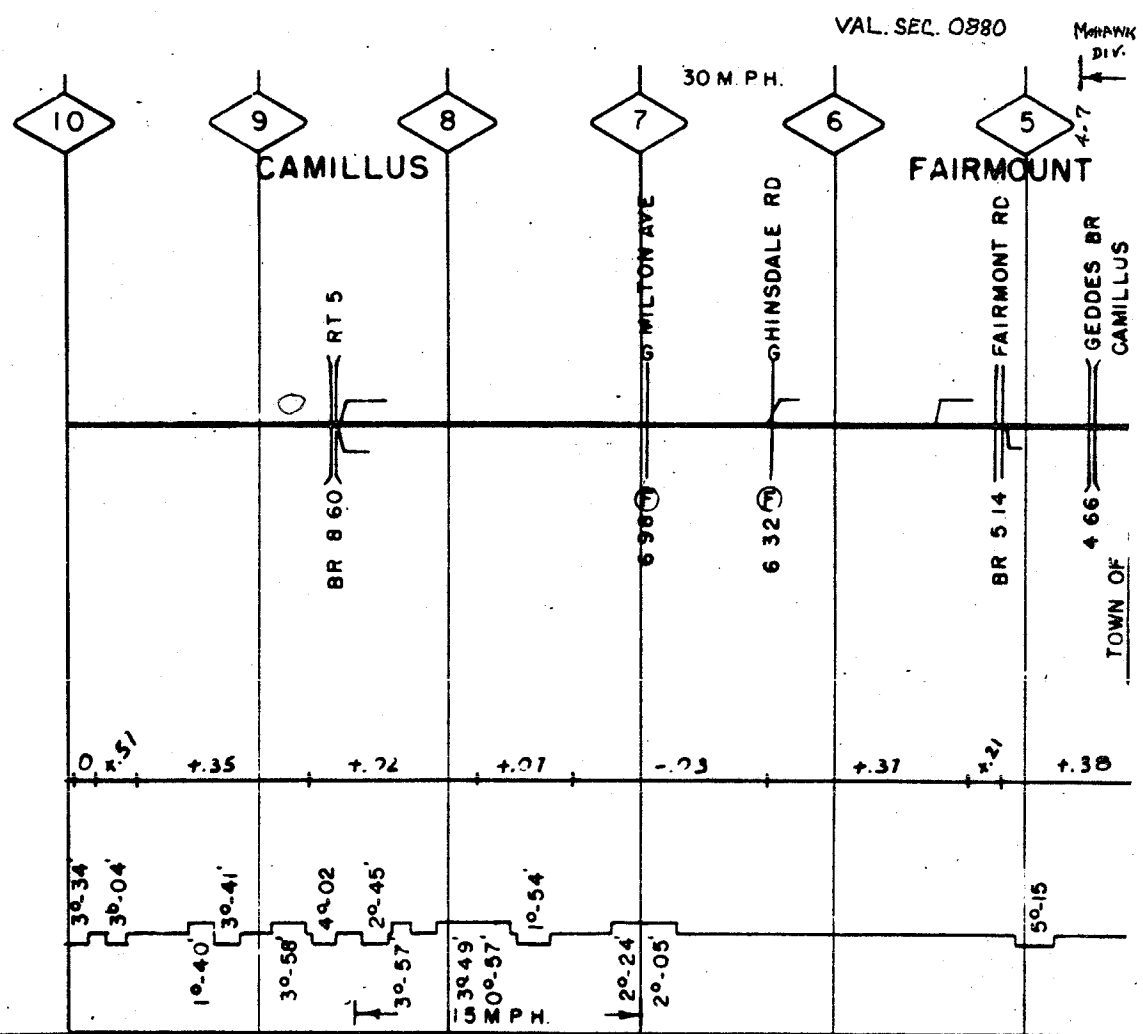 VAL. SEC. 0880
MOHAWK
DIV.
30 M.P.H.
10
9
8
7
6
5
4.7
CAMILLUS
FAIRMOUNT
RT 5
G MILTON AVE
G HINSDALE RD
FAIRMONT RD
GEDDES BR
CAMILLUS
BR 8 60
6 98 F
6 32 F
BR 5 14
4 66
TOWN OF
0
+.35
+.07
-.03
+.37
+.38
3°-34'
3°-04'
1°-40'
3°-41'
3°-58'
4°-02
2°-45'
3°-57'
3°49'
0°-57'
1°-54'
2°-24'
2°-05'
5°-15
15 M P H.